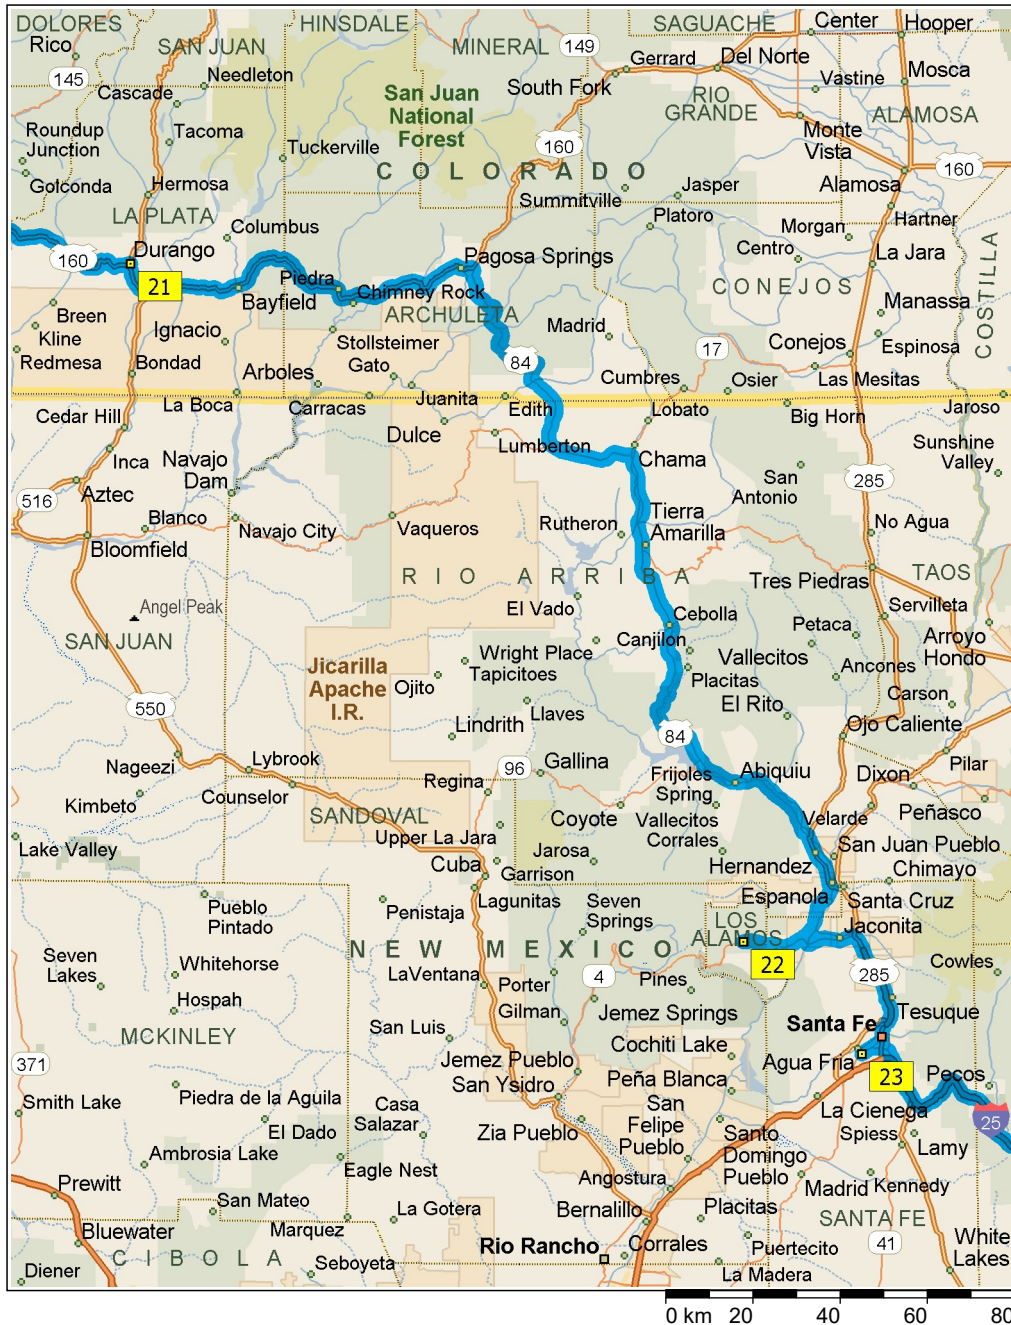 DOLORES
HINSDALE
SAGUACHE
Center
Hooper
Rico
SAN JUAN
MINERAL
149
Gerrard
Del Norte
145
Needleton
South Fork
Vastine
Mosca
Cascade
San Juan
National
Forest
RIO
GRANDE
ALAMOSA
Roundup
Junction
Tacoma
Tuckerville
160
Monte
Vista
COLORADO
160
Golconda
Hermosa
Summitville
Jasper
Alamosa
LA PLATA
Columbus
Platoro
Morgan
Hartner
160
Durango
Pagosa Springs
Centro
La Jara
COSTILLA
21
Piedra
Bayfield
Chimney Rock
CONEJOS
Manassa
Breen
Ignacio
ARCHULETA
Madrid
Kline
Stollsteimer
17
Conejos
Espinosa
Redmesa
Bondad
Gato
84
Arboles
Cumbres
Osier
Las Mesitas
La Boca
Carracas
Juanita
Edith
Lobato
Big Horn
Jaroso
Cedar Hill
Dulce
Lumberton
Sunshine
Valley
Inca
Navajo
Dam
Chama
San
Antonio
516
Aztec
285
Blanco
Navajo City
Vaqueros
Rutheron
Tierra
Amarilla
No Agua
Bloomfield
RIO ARRIBA
Tres Piedras
TAOS
Angel Peak
El Vado
Cebolla
Servilleta
SAN JUAN
Canjilon
Petaca
Arroyo
Hondo
Jicarilla
Apache
I.R.
Wright Place
Tapicitoes
Vallecitos
Ojito
Placitas
Ancones
550
Llaves
El Rito
Carson
Lindrith
84
Ojo Caliente
Nageezi
Lybrook
96
Gallina
Abiquiu
Pilar
Regina
Frijoles
Spring
Dixon
Kimbeto
Counselor
Peñasco
SANDOVAL
Coyote
Vallecitos
Corrales
Velarde
Upper La Jara
Lake Valley
Jarosa
San Juan Pueblo
Cuba
Garrison
Hernandez
Chimayo
Pueblo
Pintado
Penistaja
Lagunitas
Seven
Springs
Espanola
Santa Cruz
LOS
ALAMOS
Jaconita
NEW MEXICO
Seven
Lakes
Whitehorse
LaVentana
22
Cowles
Porter
4
Pines
285
Hospah
Gilman
Jemez Springs
Tesuque
MCKINLEY
San Luis
Santa Fe
371
Jemez Pueblo
Cochiti Lake
Agua Fria
23
Pecos
San Ysidro
Peña Blanca
Smith Lake
Piedra de la Aguila
Casa
Salazar
San
Felipe
Pueblo
La Cienega
25
El Dado
Zia Pueblo
Santo
Domingo
Pueblo
Spiess
Lamy
Ambrosia Lake
Eagle Nest
Prewitt
Angostura
Madrid
Kennedy
San Mateo
La Gotera
Bernalillo
Placitas
SANTA FE
Bluewater
Marquez
Rio Rancho
Corrales
Puertecito
41
White
Lakes
CIBOLA
Seboyeta
Diener
La Madera
0 km 20 40 60 80